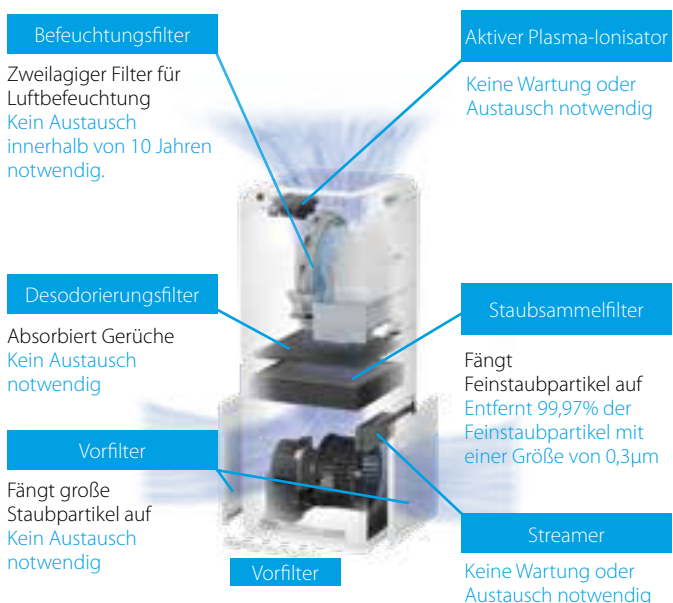 Befeuchtungsfilter
Zweilagiger Filter für
Luftbefeuchtung
Kein Austausch
innerhalb von 10 Jahren
notwendig.
Aktiver Plasma-Ionisator
Keine Wartung oder
Austausch notwendig
Desodorierungsfilter
Absorbiert Gerüche
Kein Austausch
notwendig
Staubsammelfilter
Fängt
Feinstaubpartikel auf
Entfernt 99,97% der
Feinstaubpartikel mit
einer Größe von 0,3µm
Vorfilter
Fängt große
Staubpartikel auf
Kein Austausch
notwendig
Vorfilter
Streamer
Keine Wartung oder
Austausch notwendig